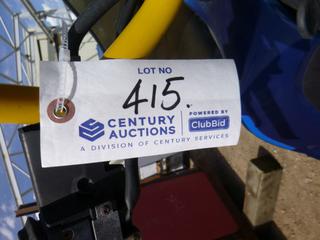 LOT NO
415.
CENTURY AUCTIONS
POWERED BY
ClubBid
A DIVISION OF CENTURY SERVICES